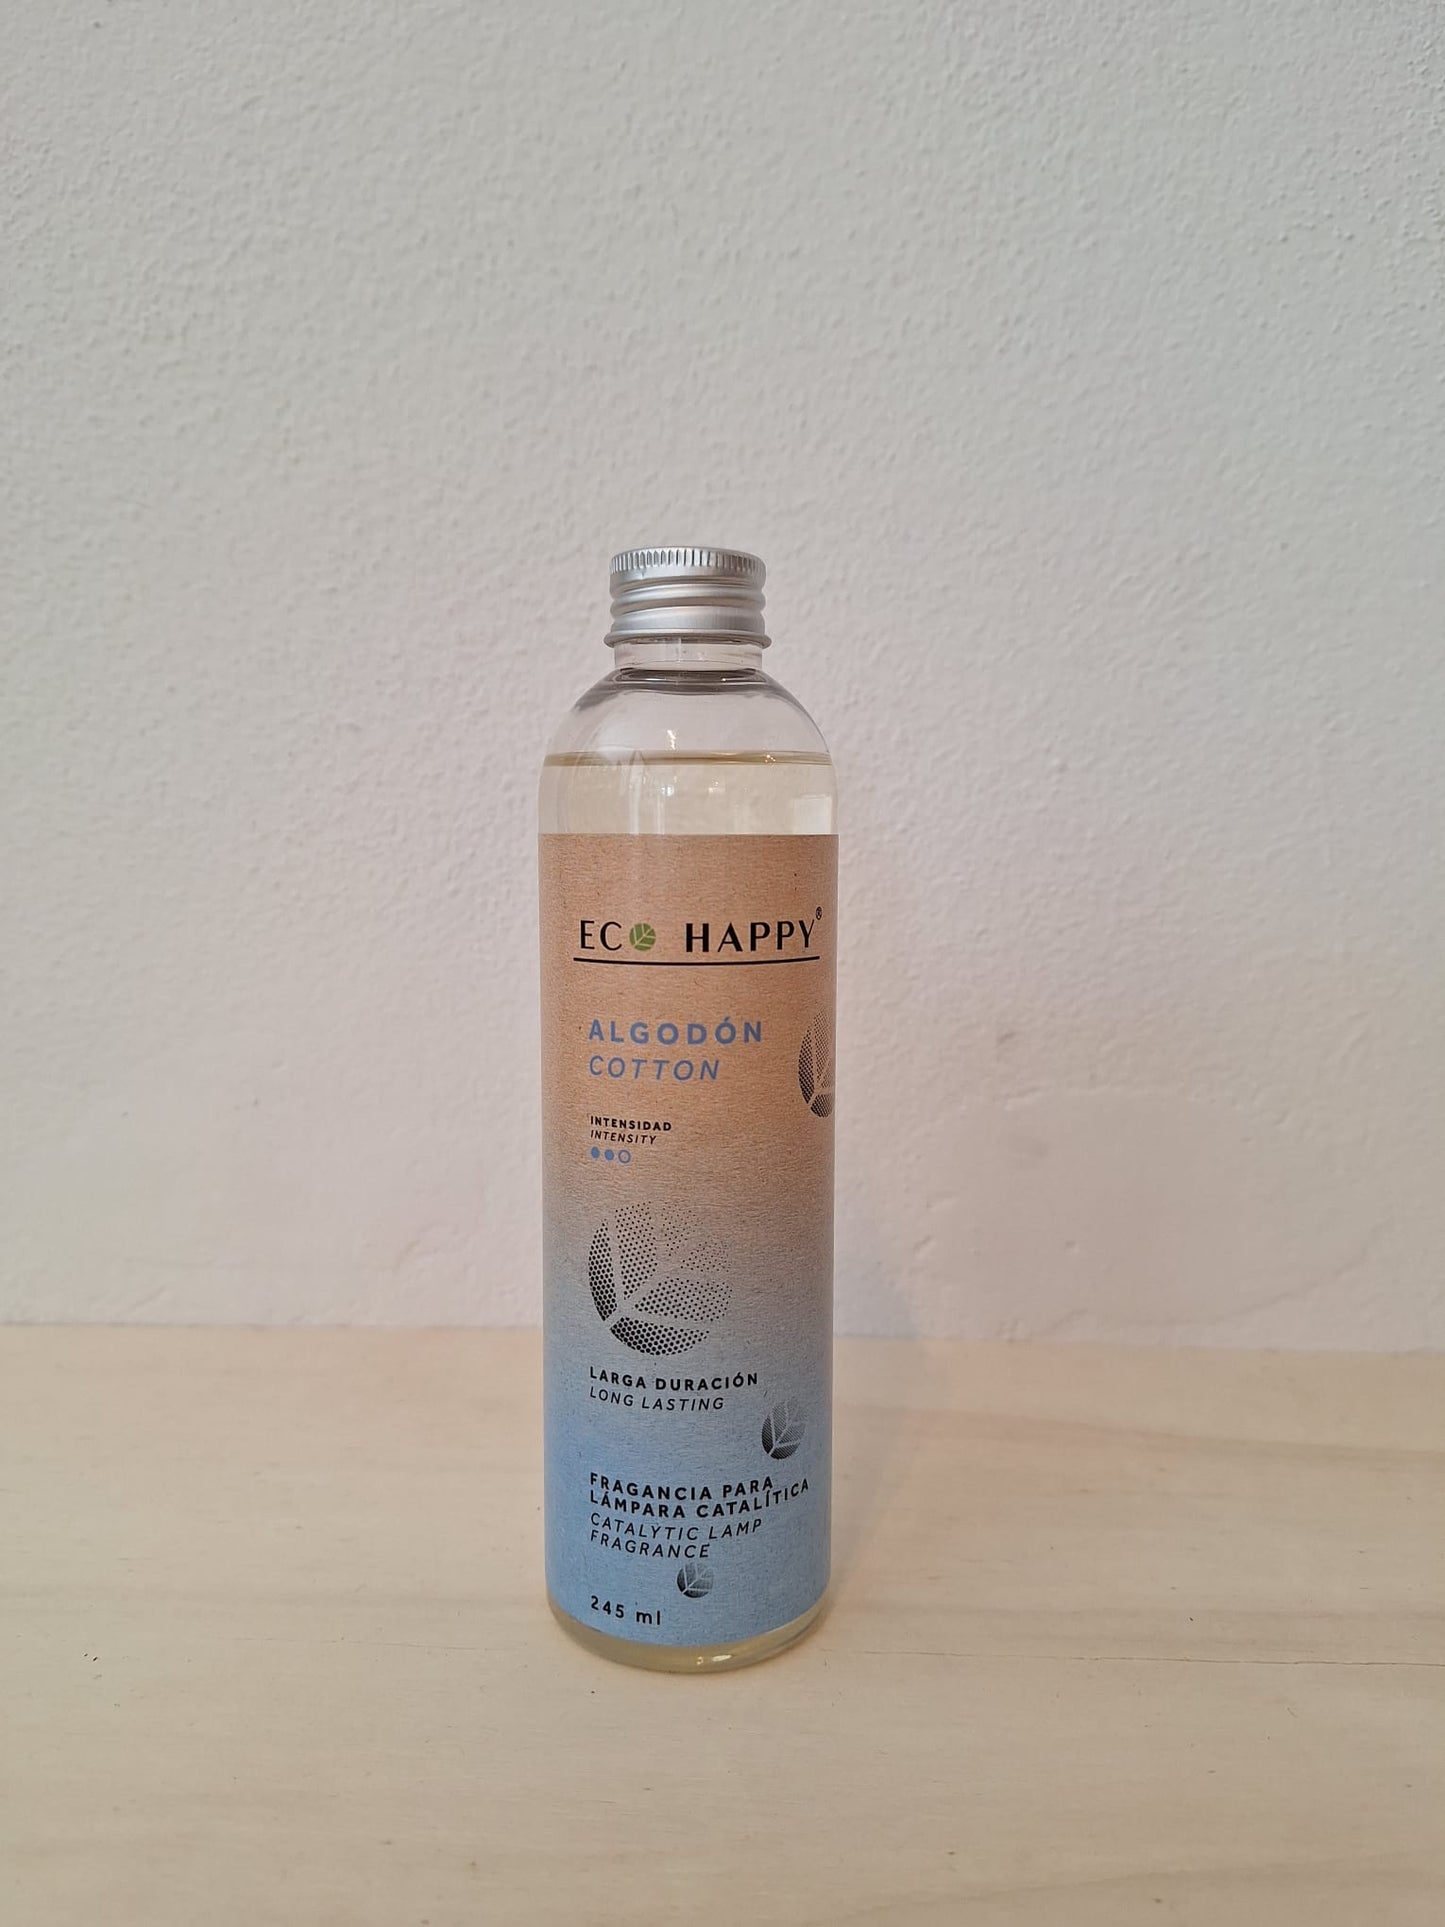 ECO HAPPY®
ALGODÓN
COTTON
INTENSIDAD
INTENSITY
LARGA DURACIÓN
LONG LASTING
FRAGANCIA PARA
LÁMPARA CATALÍTICA
CATALYTIC LAMP
FRAGRANCE
245 ml